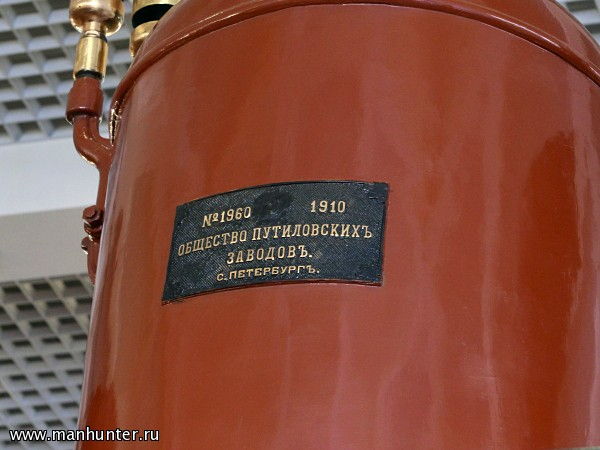 №1960 1910
ОБЩЕСТВО ПУТИЛОВСКИХЪ
ЗАВОДОВЪ.
С. ПЕТЕРБУРГЪ.
www.manhunter.ru